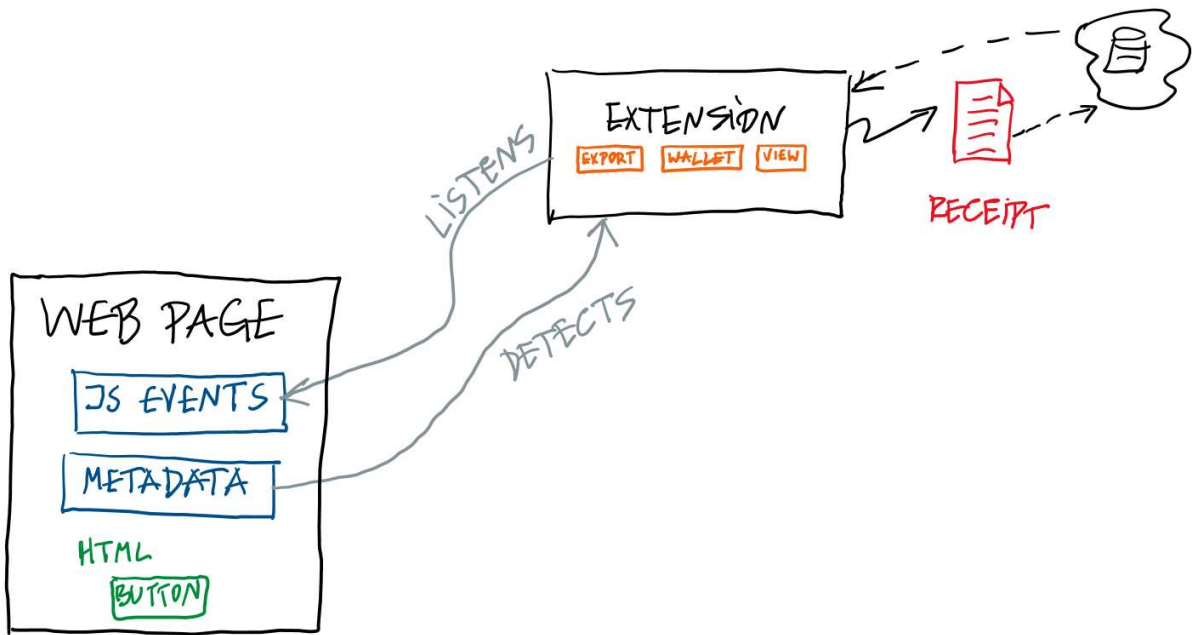 EXTENSION
EXPORT WALLET VIEW
RECEIPT
LISTENS
DETECTS
WEB PAGE
JS EVENTS
METADATA
HTML
BUTTON